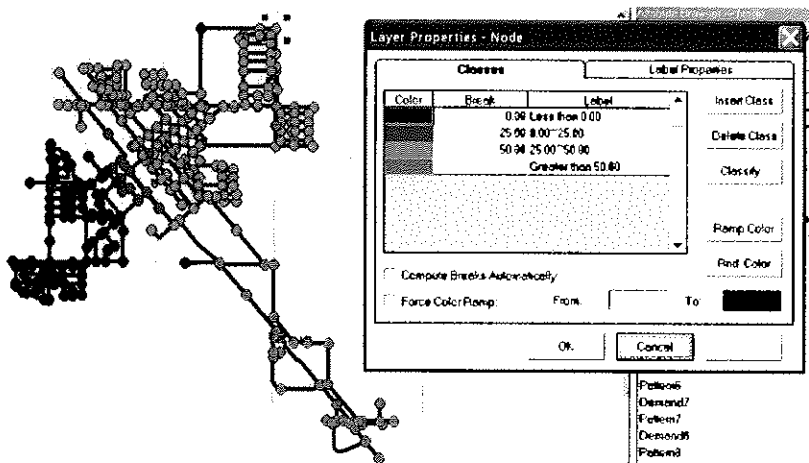 Layer Properties - Node
Classes
Label Properties
Color Break Label
0.00 Less than 0.00
25.00 0.00~25.00
50.00 25.00~50.00
Greater than 50.00
Insert Class
Delete Class
Classify
Ramp Color
Rnd. Color
Compute Breaks Automatically
Force Color Ramp: From: To:
OK Cancel
Pattern6
Demand7
Pattern7
Demand8
Pattern8